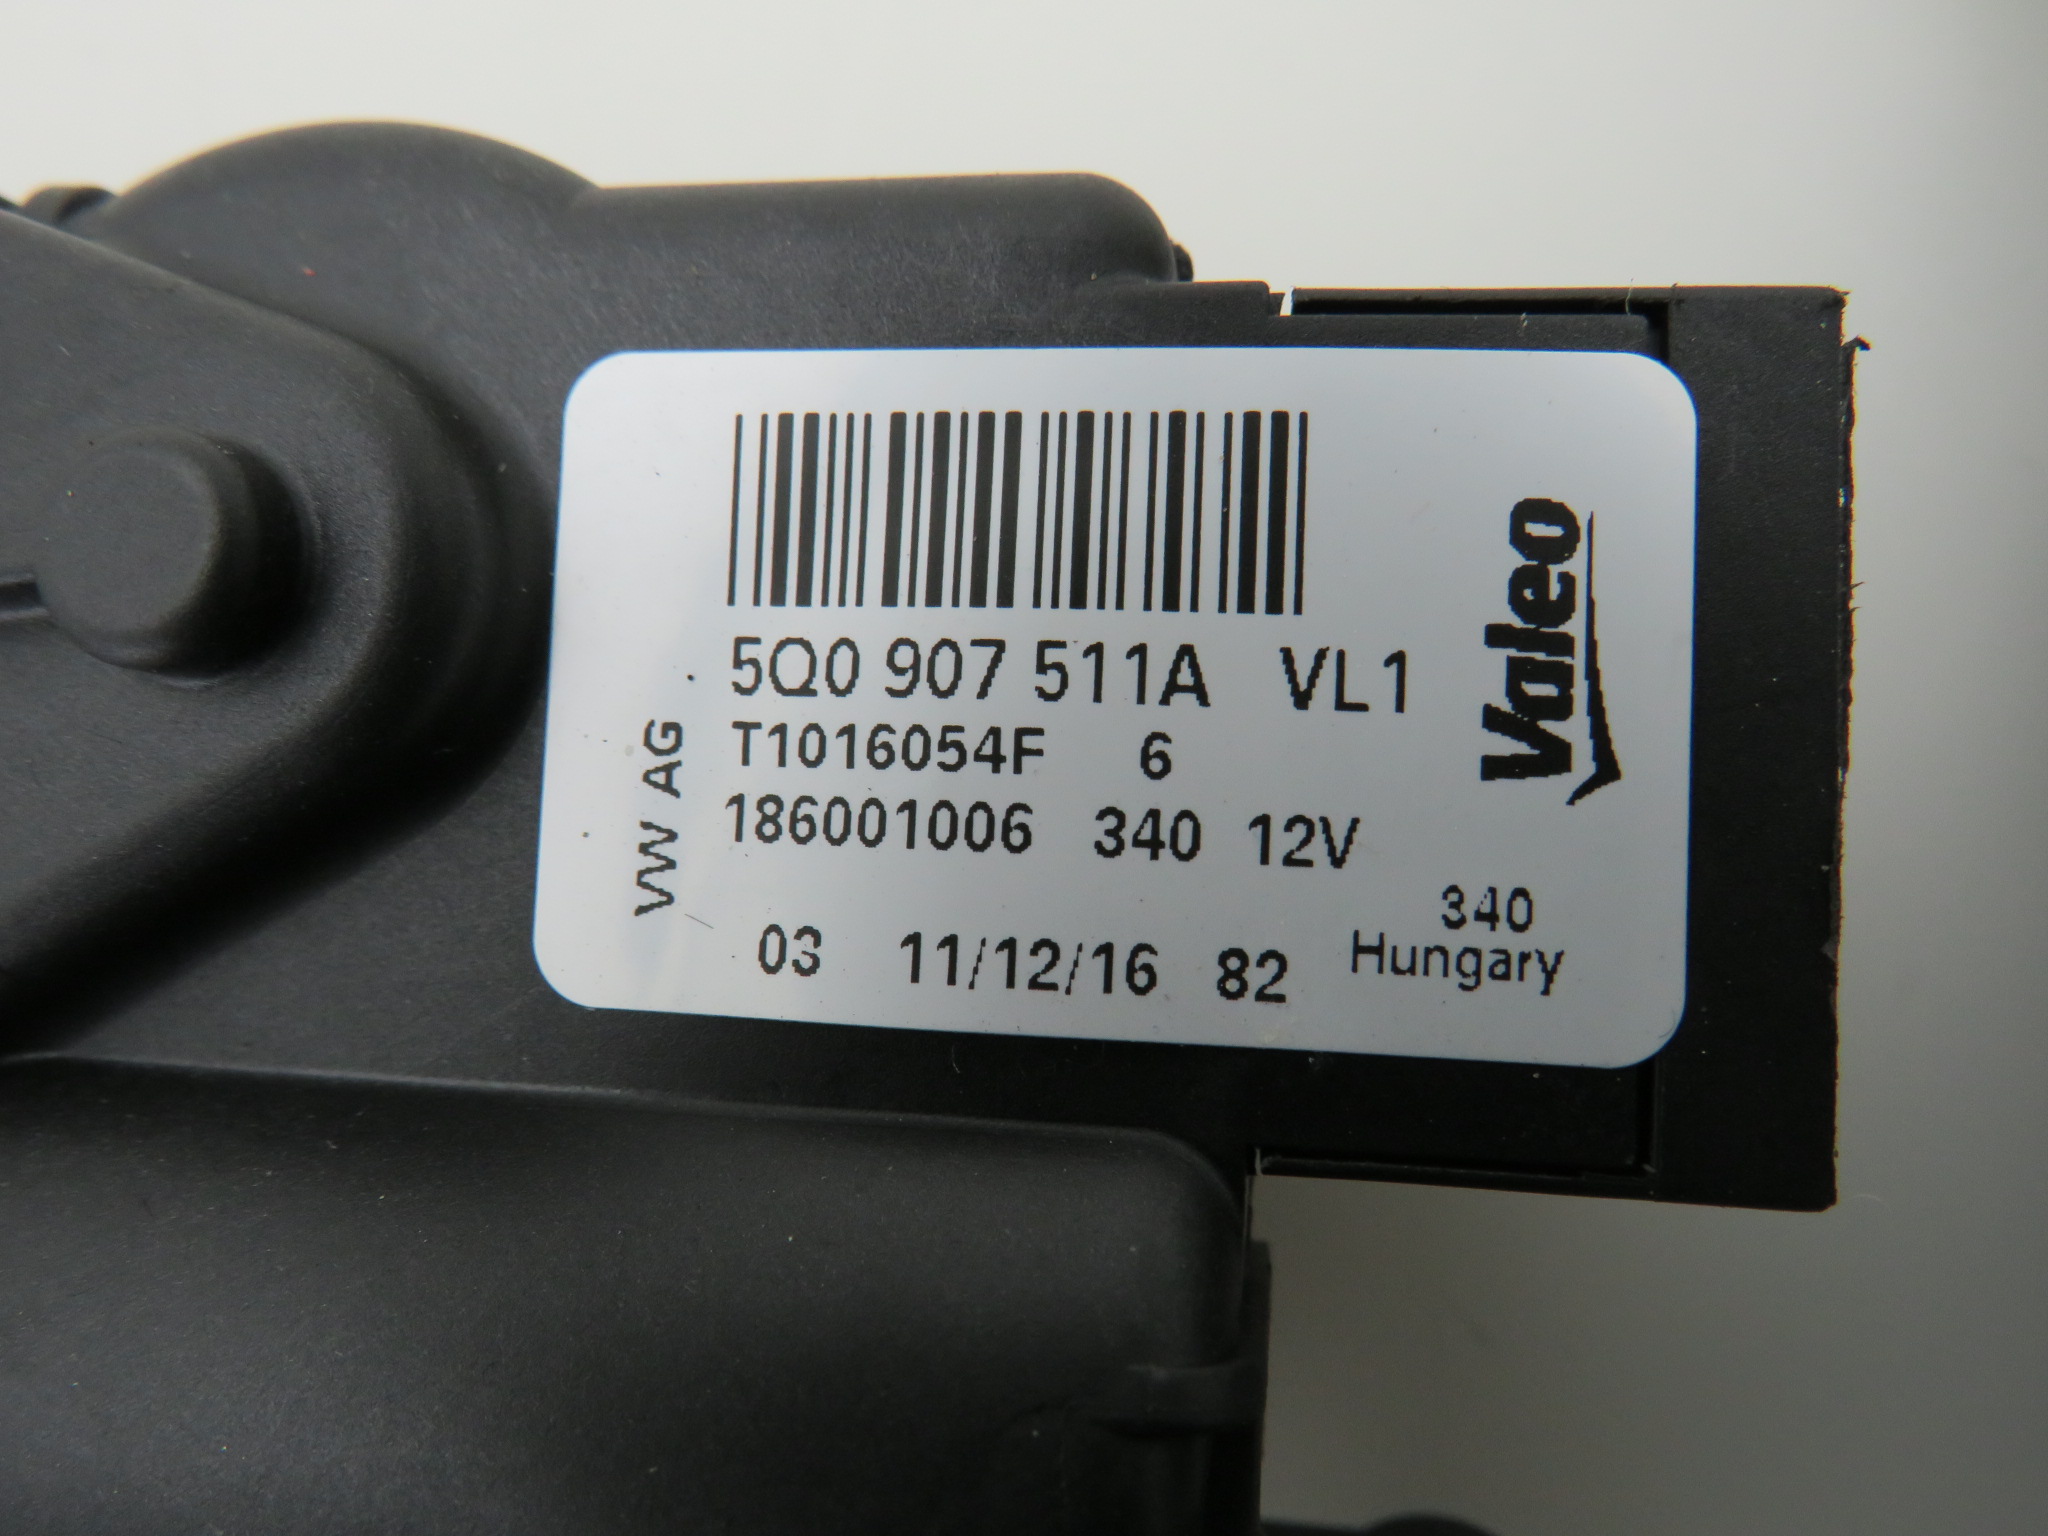 5Q0 907 511A VL1
T1016054F 6
186001006 340 12V
03 11/12/16 82
340
Hungary
VW AG
Valeo